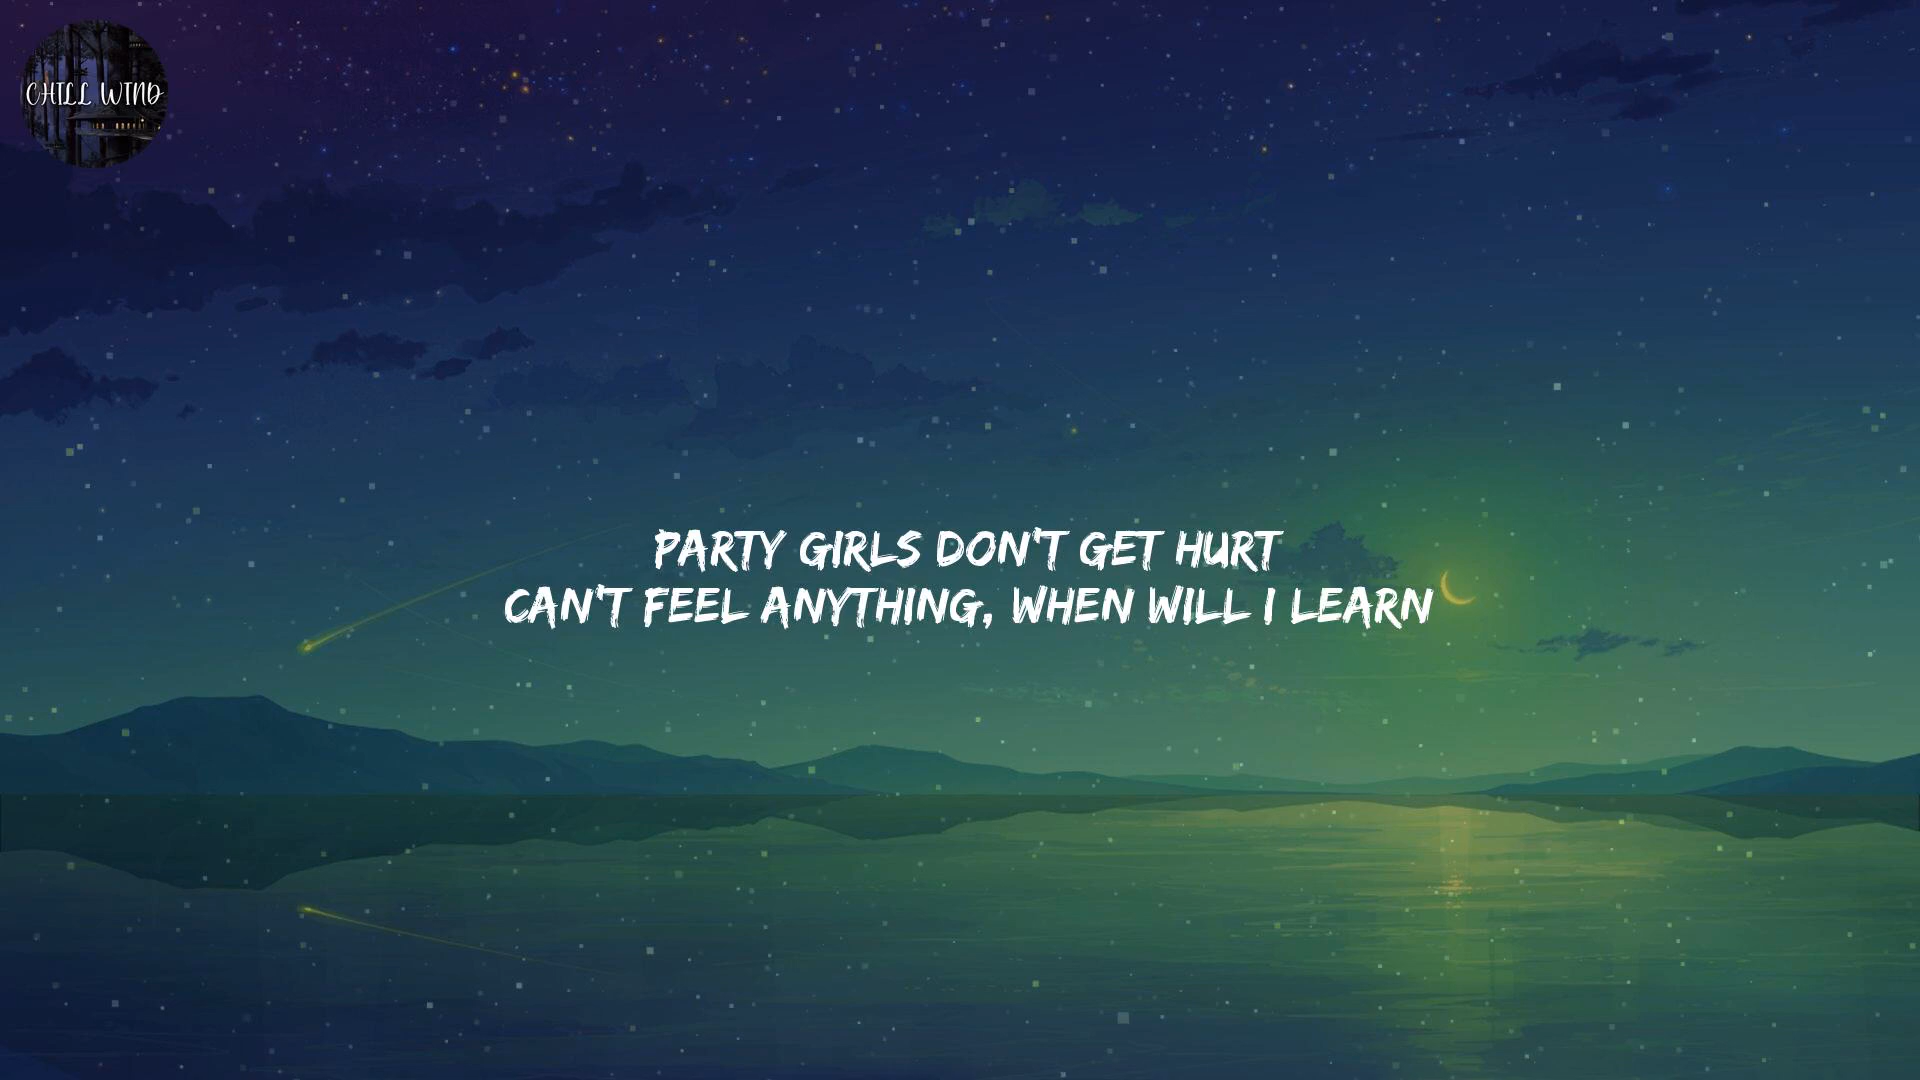 CHILL WIND
PARTY GIRLS DON'T GET HURT
CAN'T FEEL ANYTHING, WHEN WILL I LEARN